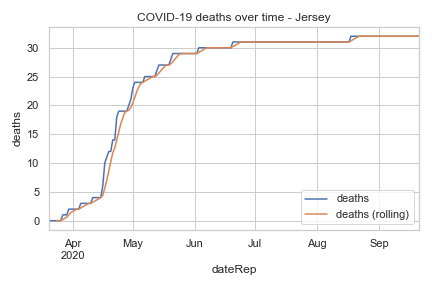 COVID-19 deaths over time - Jersey
deaths
30
25
20
15
10
5
0
deaths
deaths (rolling)
Apr May Jun Jul Aug Sep
2020
dateRep